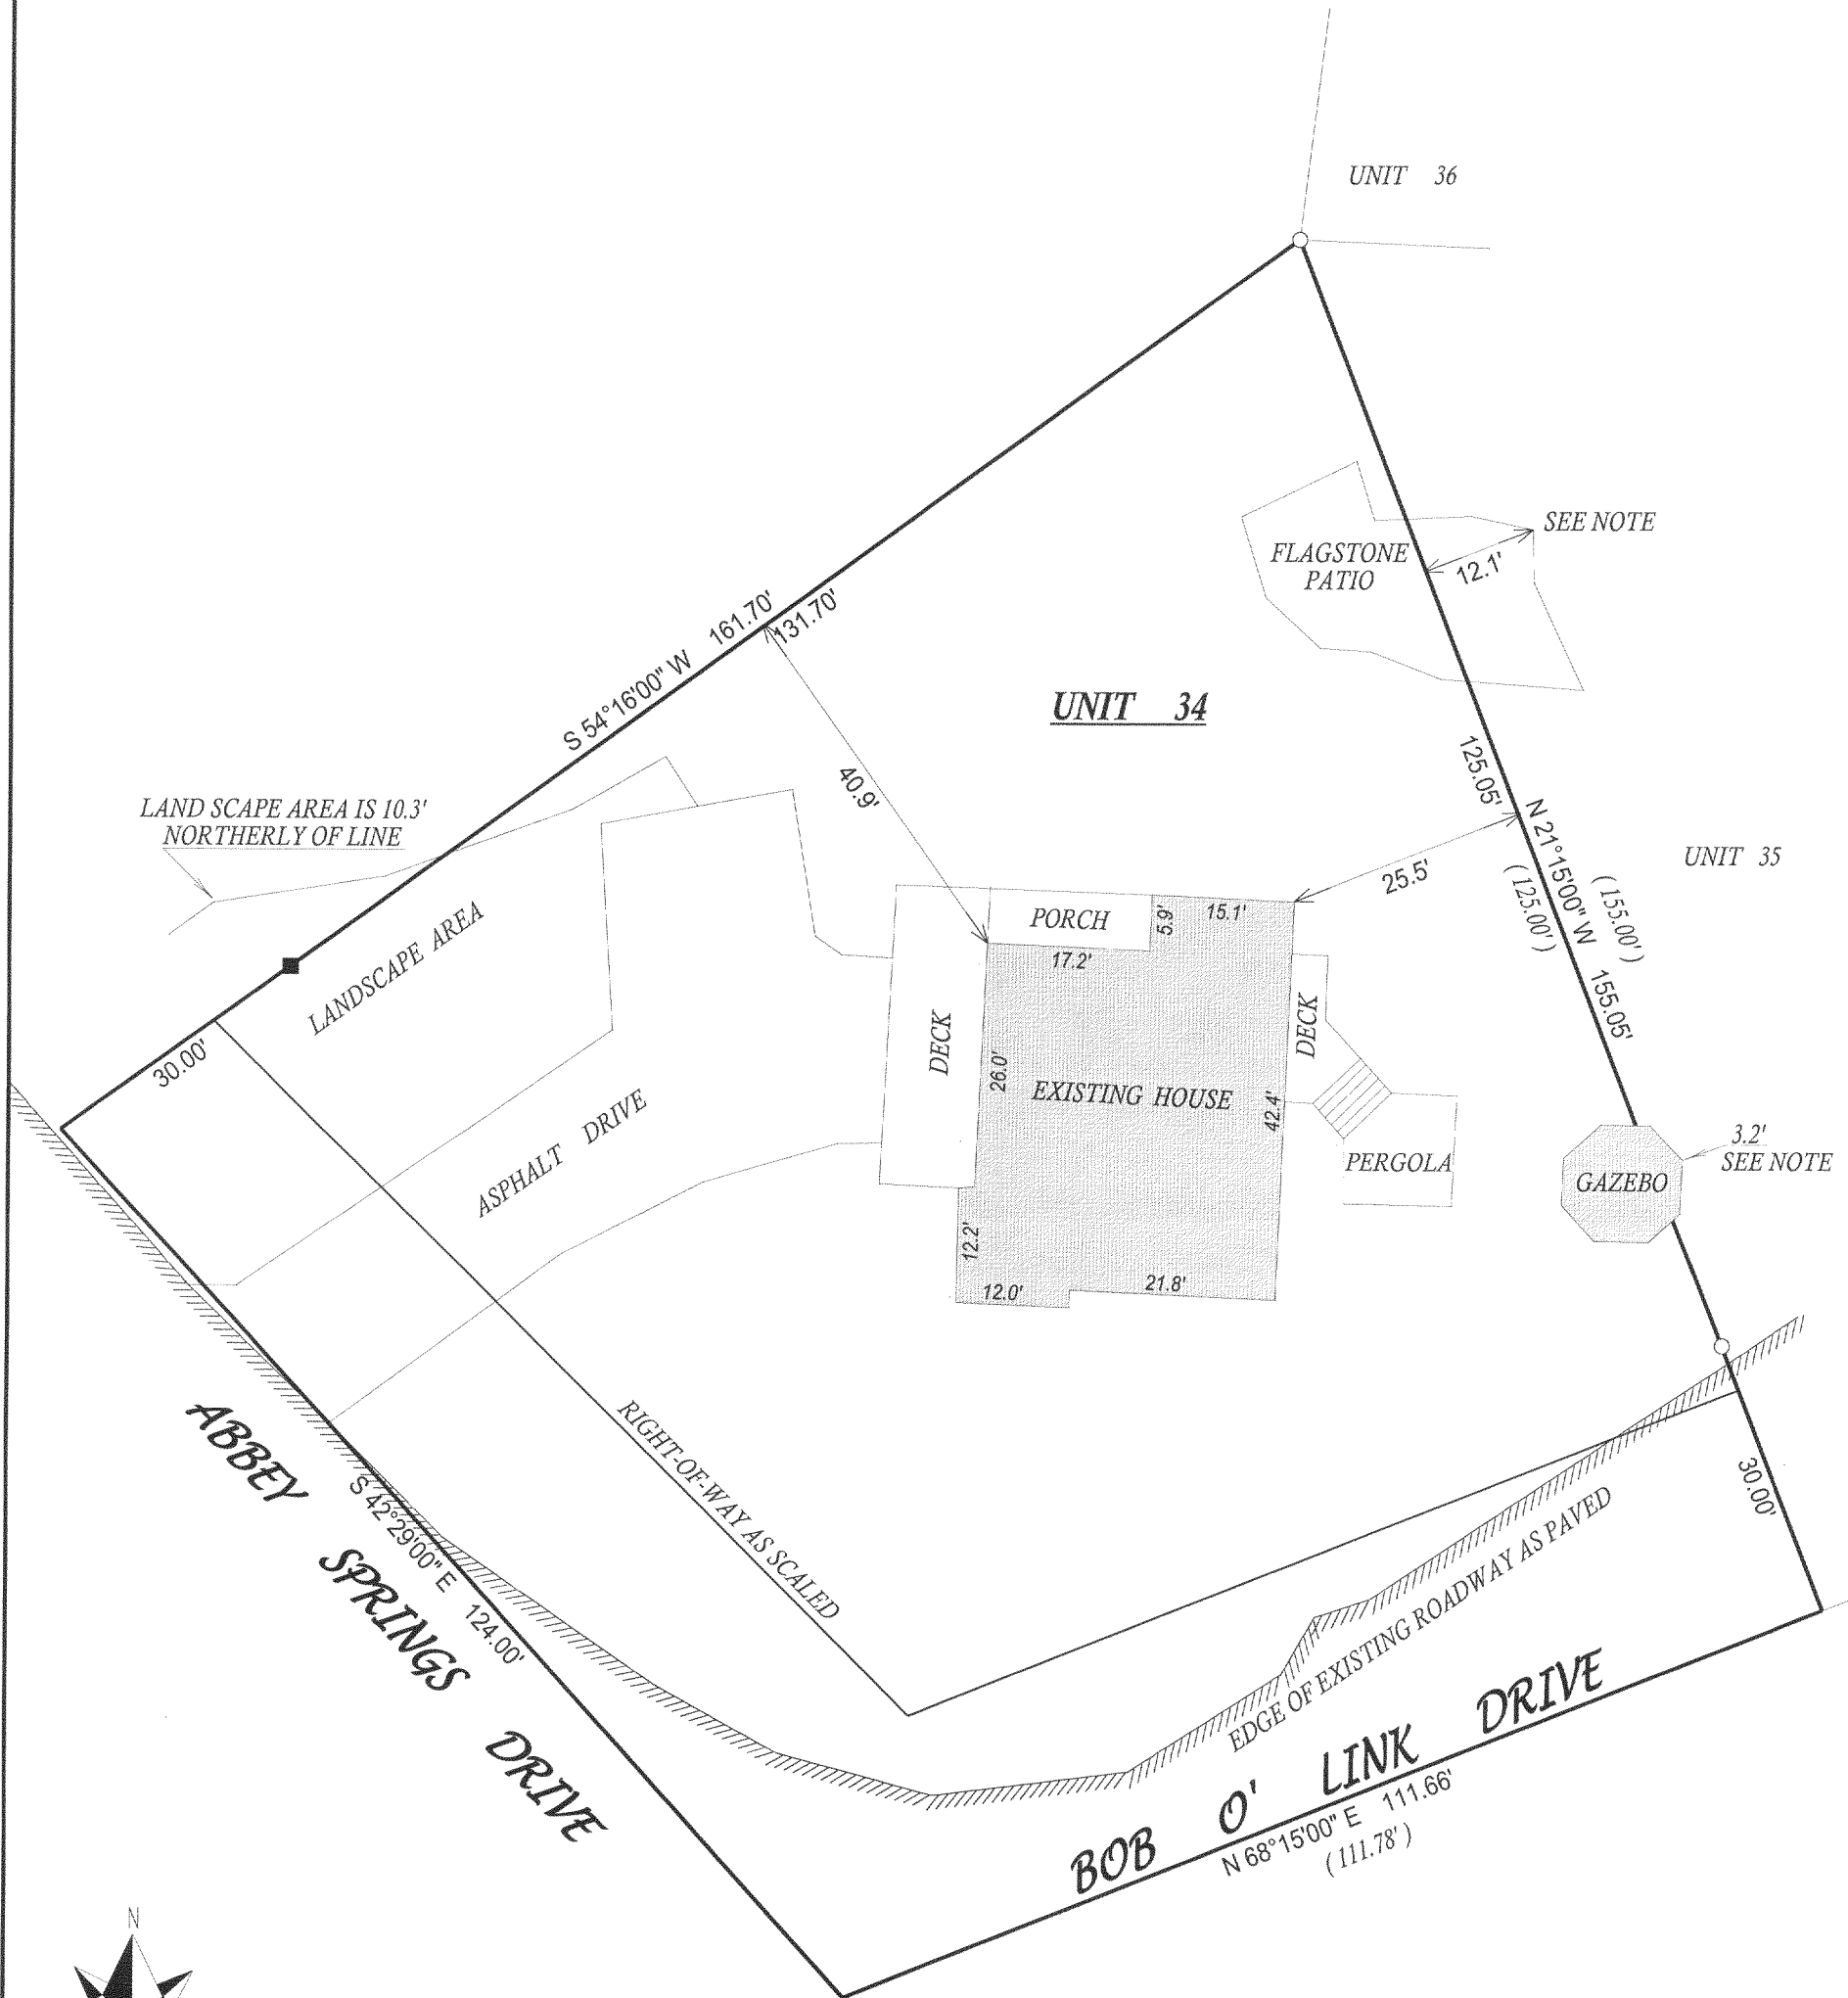 UNIT 36
SEE NOTE
FLAGSTONE
PATIO
12.1'
161.70'
131.70'
S 54°16'00" W
UNIT 34
40.9'
125.05'
N 21°15'00" W 155.05'
(125.00')
(155.00')
25.5'
UNIT 35
LAND SCAPE AREA IS 10.3'
NORTHERLY OF LINE
LANDSCAPE AREA
PORCH
5.9'
15.1'
17.2'
DECK
26.0'
DECK
EXISTING HOUSE
42.4'
30.00'
ASPHALT DRIVE
PERGOLA
3.2'
SEE NOTE
GAZEBO
12.2'
12.0'
21.8'
RIGHT-OF-WAY AS SCALED
30.00'
ABBEY SPRINGS DRIVE
S 42°29'00" E 124.00'
EDGE OF EXISTING ROADWAY AS PAVED
BOB O' LINK DRIVE
N 68°15'00" E 111.66'
(111.78')
N